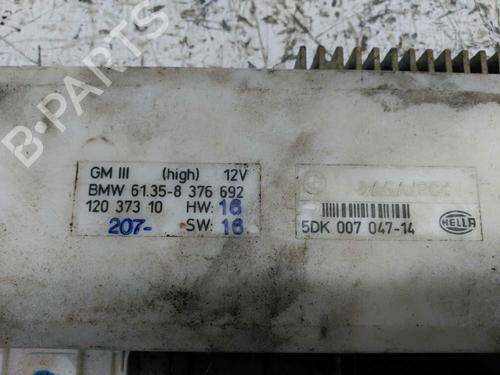 B-PARTS
GM III (high) 12V
BMW 61.35-8 376 692
120 373 10 HW: 16
207- SW: 16
5DK 007 047-14
HELLA